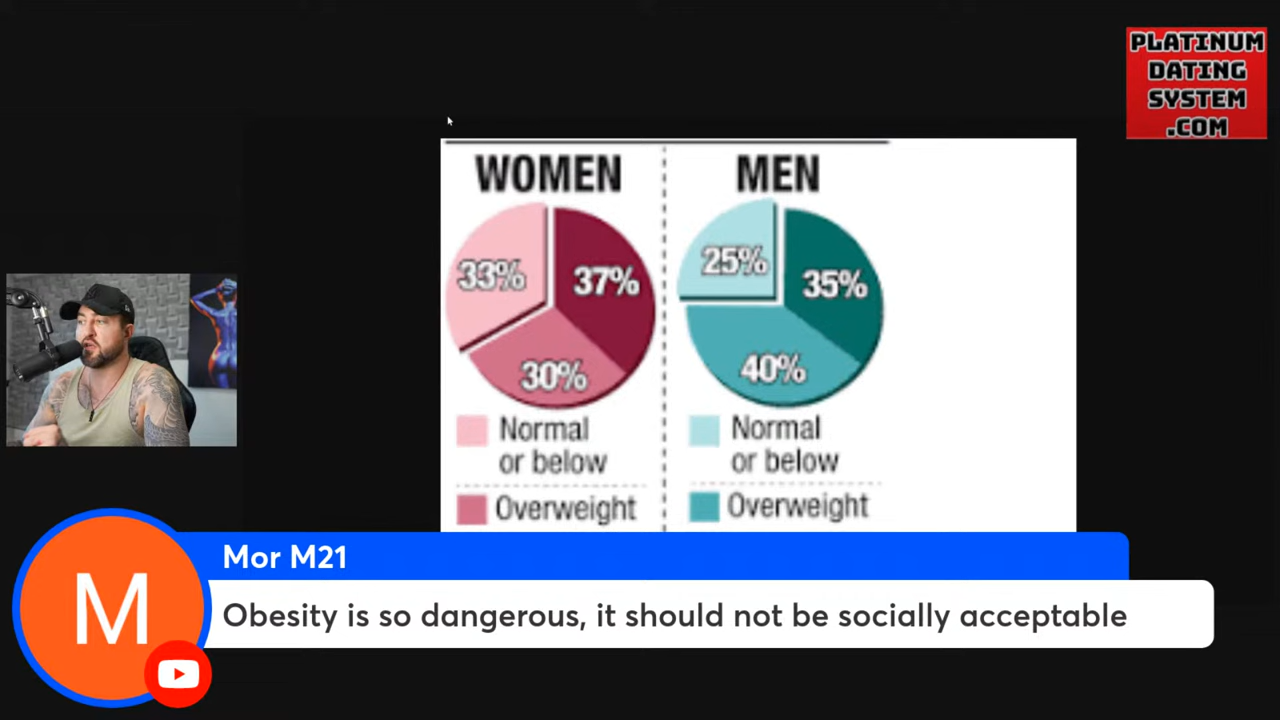 PLATINUM
DATING
SYSTEM
.COM
WOMEN
MEN
33%
37%
30%
25%
35%
40%
Normal
or below
Overweight
Normal
or below
Overweight
Mor M21
M
Obesity is so dangerous, it should not be socially acceptable